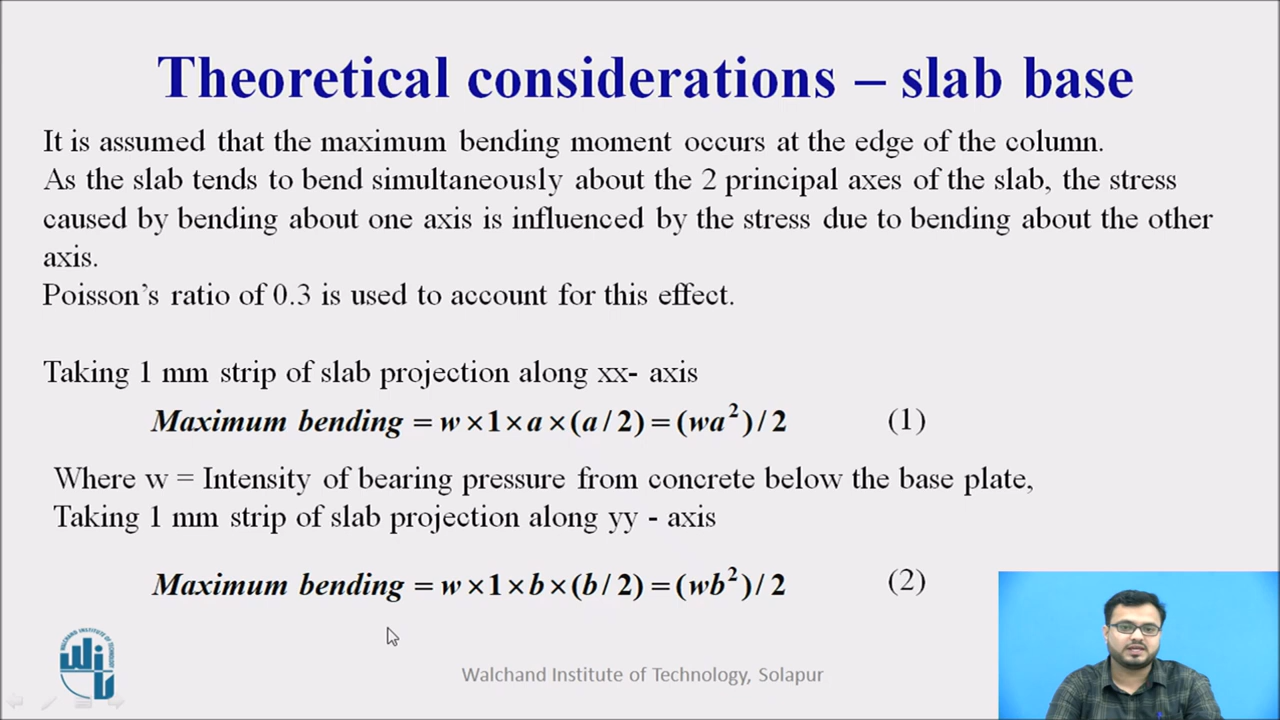 Theoretical considerations – slab base
It is assumed that the maximum bending moment occurs at the edge of the column.
As the slab tends to bend simultaneously about the 2 principal axes of the slab, the stress
caused by bending about one axis is influenced by the stress due to bending about the other
axis.
Poisson's ratio of 0.3 is used to account for this effect.
Taking 1 mm strip of slab projection along xx- axis
Maximum bending = w×1×a×(a/2)=(wa²)/2 (1)
Where w = Intensity of bearing pressure from concrete below the base plate,
Taking 1 mm strip of slab projection along yy - axis
Maximum bending = w×1×b×(b/2)=(wb²)/2 (2)
WALCHAND INSTITUTE OF TECHNOLOGY
WIT
Walchand Institute of Technology, Solapur